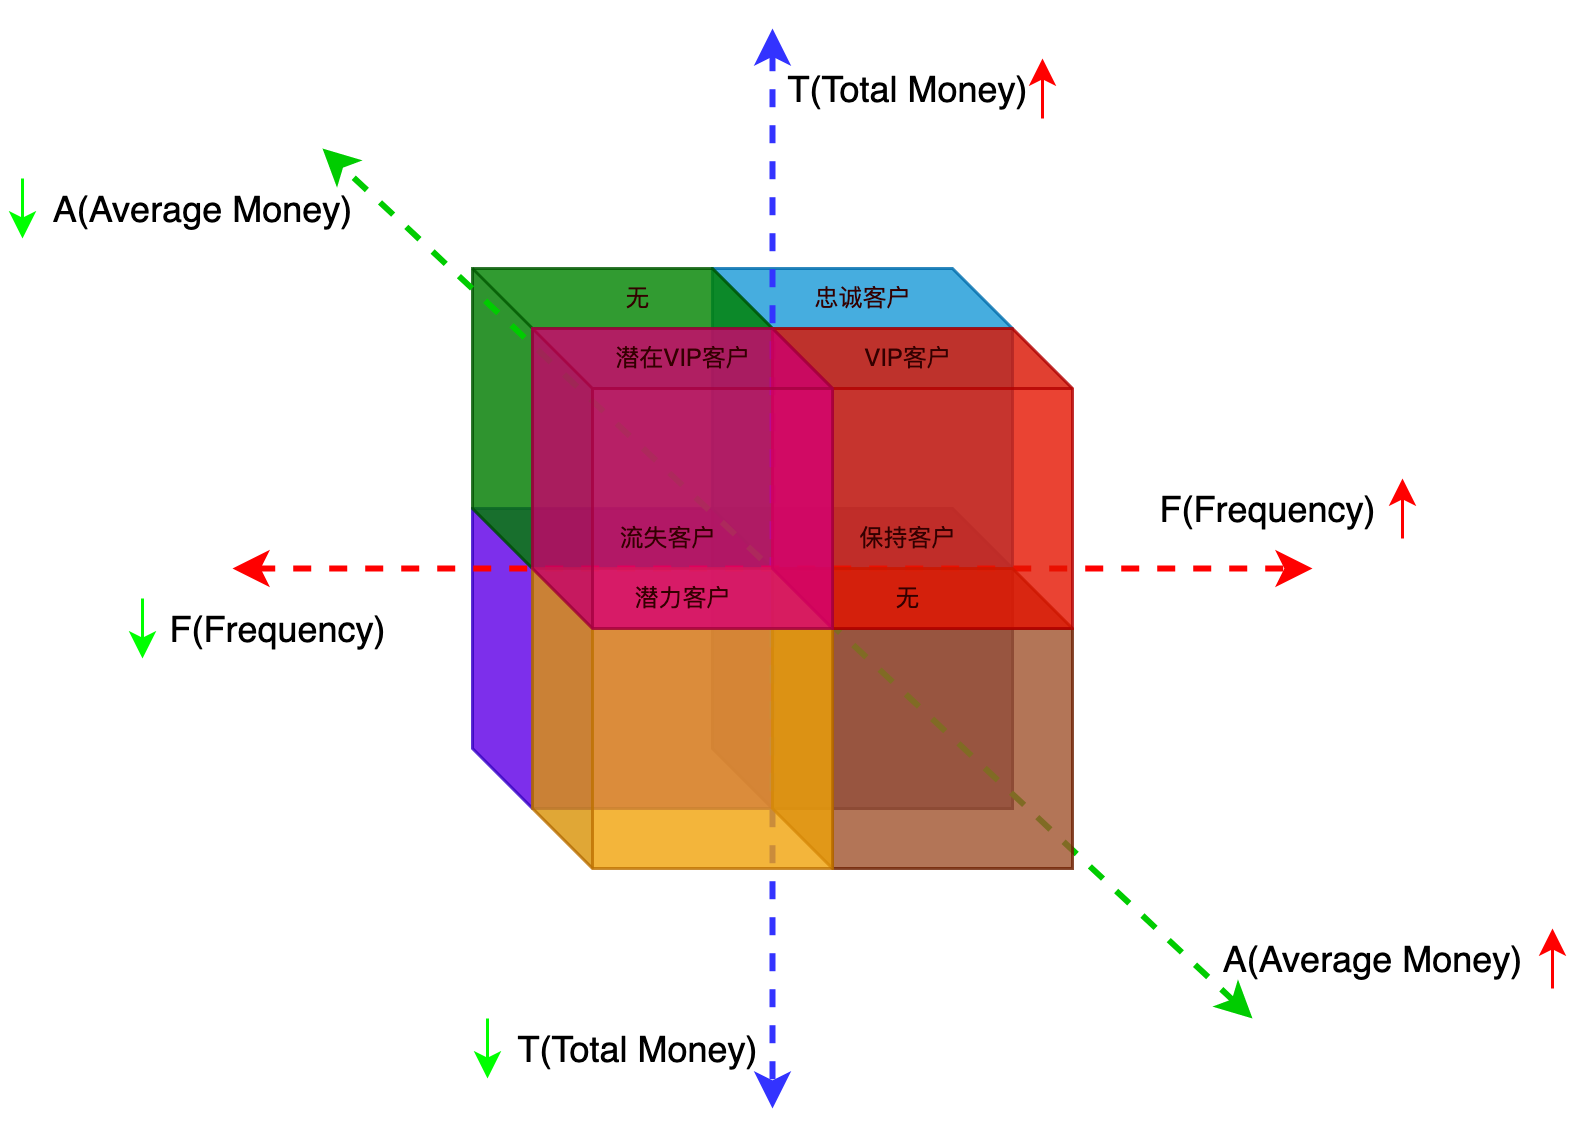 T(Total Money)
A(Average Money)
无
忠诚客户
潜在VIP客户
VIP客户
F(Frequency)
流失客户
保持客户
潜力客户
无
F(Frequency)
A(Average Money)
T(Total Money)